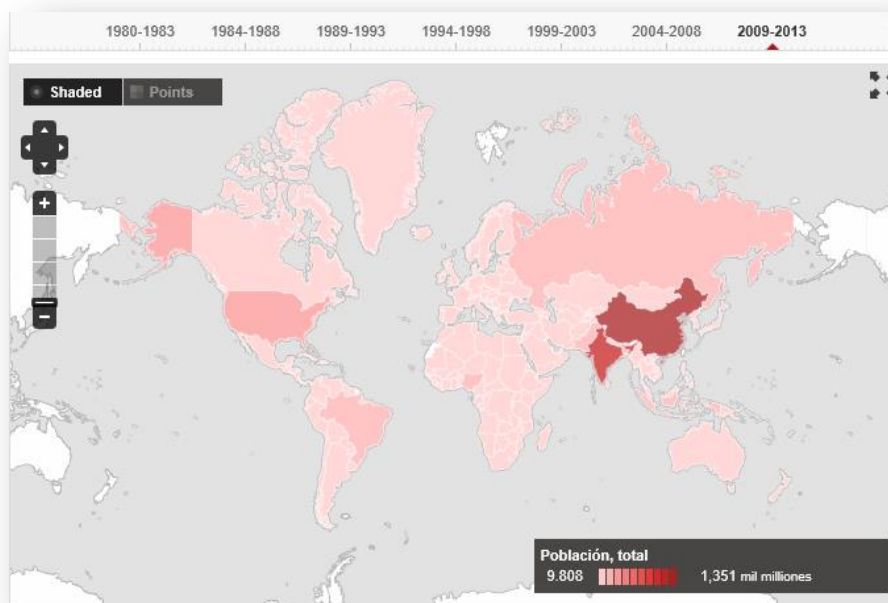 1980-1983 1984-1988 1989-1993 1994-1998 1999-2003 2004-2008 2009-2013
Shaded Points
+
−
Población, total
9.808 1,351 mil milliones